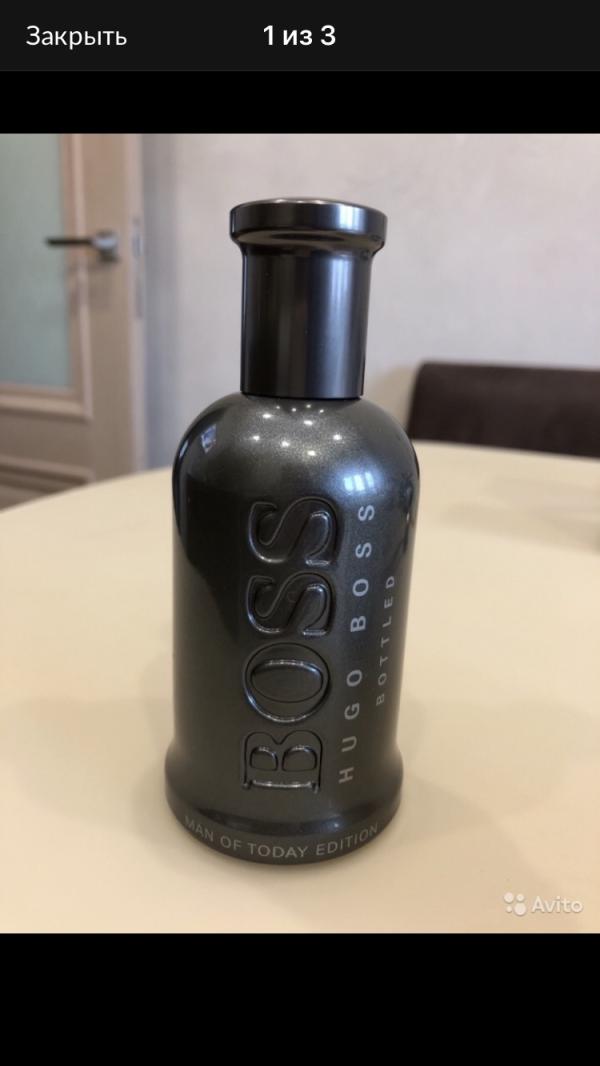 Закрыть
1 из 3
BOSS
HUGO BOSS
BOTTLED
MAN OF TODAY EDITION
Avito